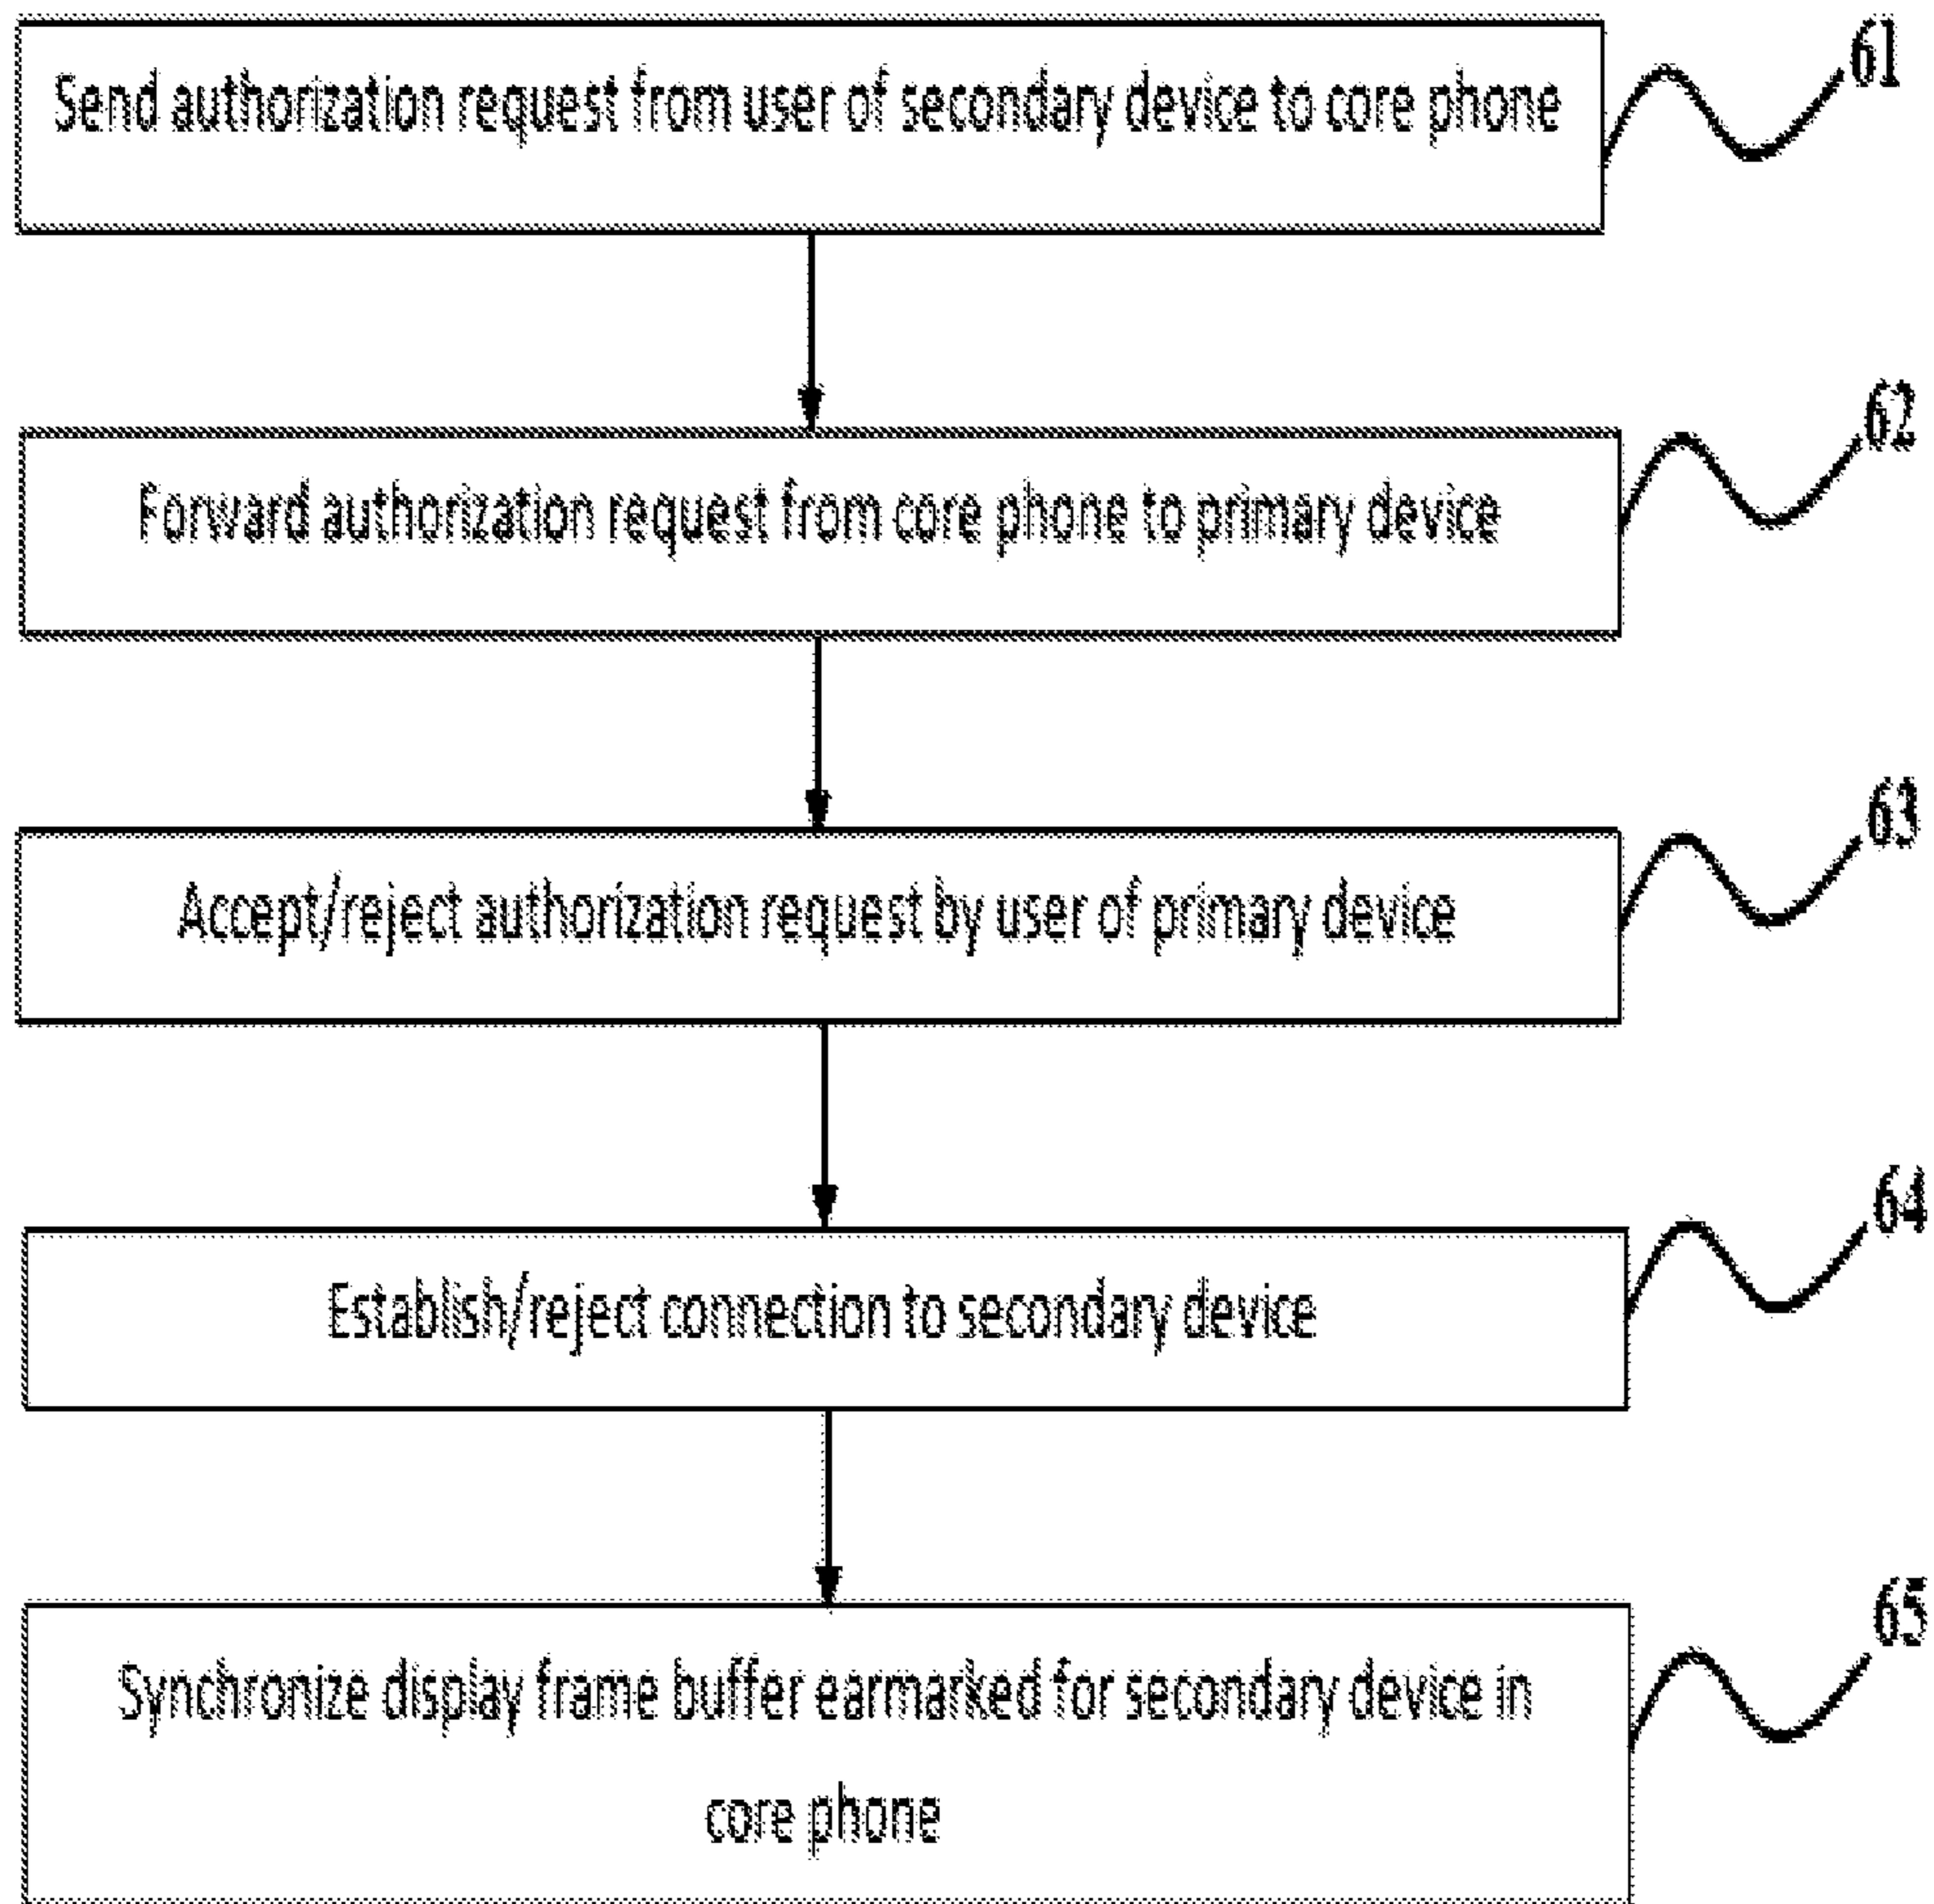 Send authorization request from user of secondary device to core phone
61
Forward authorization request from core phone to primary device
62
Accept/reject authorization request by user of primary device
63
Establish/reject connection to secondary device
64
Synchronize display frame buffer earmarked for secondary device in
core phone
65